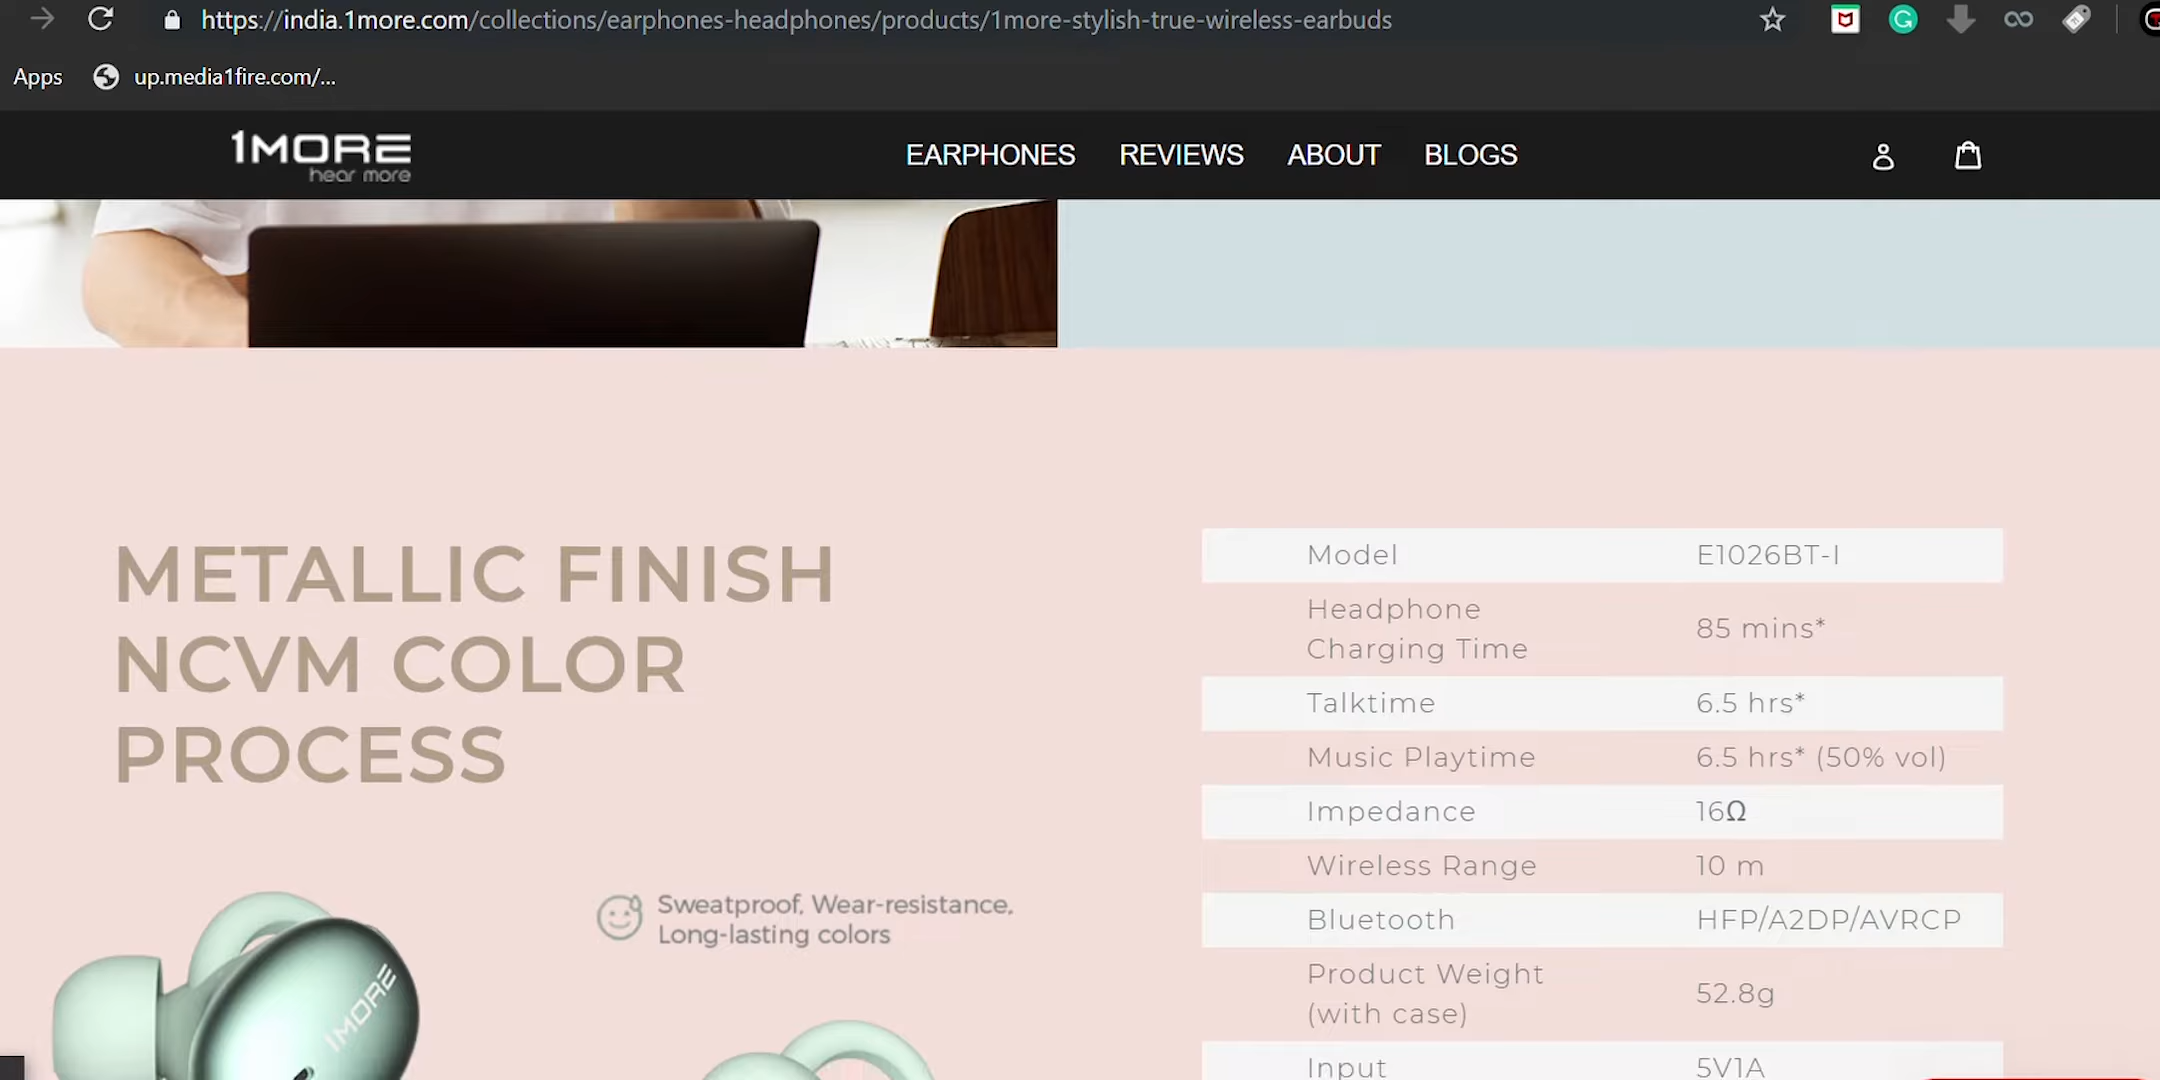 https://india.1more.com/collections/earphones-headphones/products/1more-stylish-true-wireless-earbuds
Apps up.media1fire.com/...
1MORE
hear more
EARPHONES REVIEWS ABOUT BLOGS
METALLIC FINISH
NCVM COLOR
PROCESS
Sweatproof, Wear-resistance,
Long-lasting colors
1MORE
Model E1026BT-I
Headphone
Charging Time 85 mins*
Talktime 6.5 hrs*
Music Playtime 6.5 hrs* (50% vol)
Impedance 16Ω
Wireless Range 10 m
Bluetooth HFP/A2DP/AVRCP
Product Weight
(with case) 52.8g
Input 5V1A